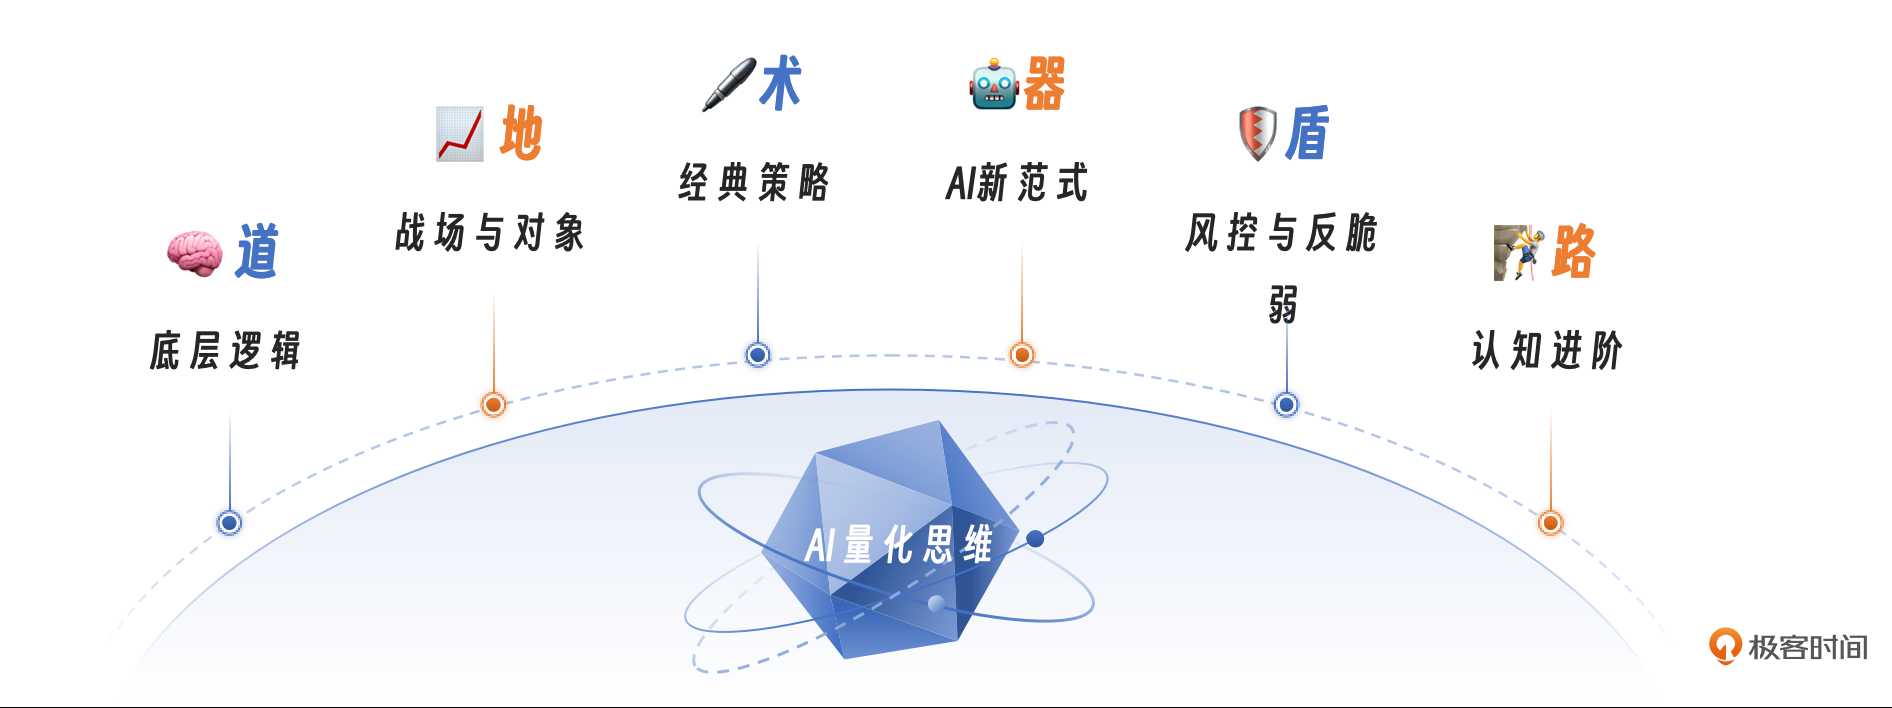 道
底层逻辑
地
战场与对象
术
经典策略
器
AI新范式
盾
风控与反脆
弱
路
认知进阶
AI量化思维
极客时间